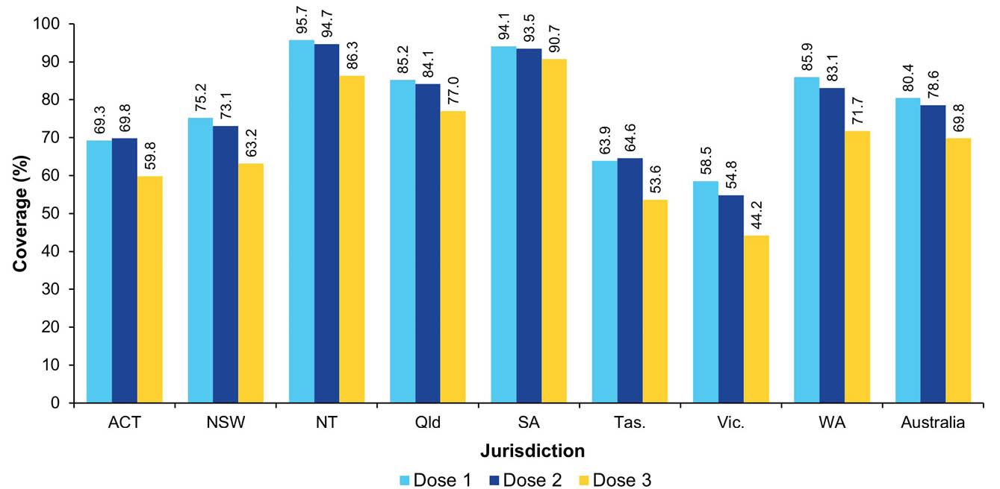 Coverage (%)
100
90
80
70
60
50
40
30
20
10
0
69.3 69.8 59.8
75.2 73.1 63.2
95.7 94.7 86.3
85.2 84.1 77.0
94.1 93.5 90.7
63.9 64.6 53.6
58.5 54.8 44.2
85.9 83.1 71.7
80.4 78.6 69.8
ACT NSW NT Qld SA Tas. Vic. WA Australia
Jurisdiction
Dose 1 Dose 2 Dose 3